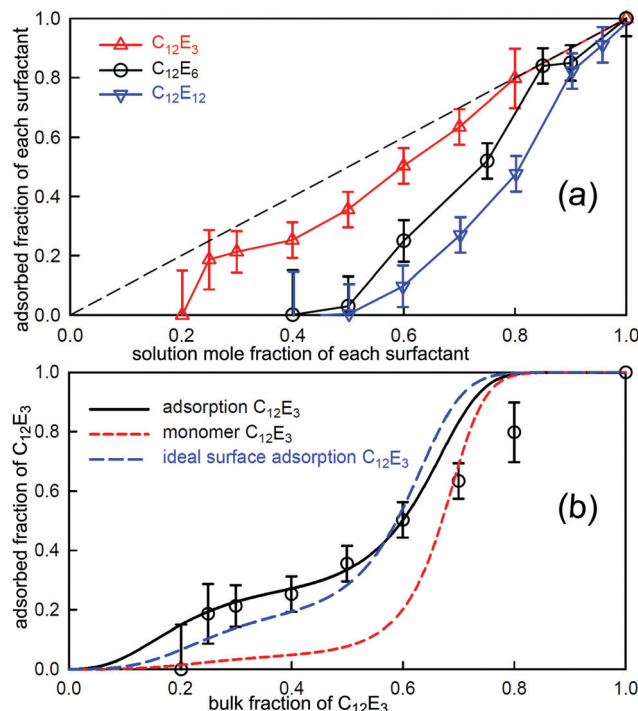 adsorbed fraction of each surfactant
1.0
0.8
0.6
0.4
0.2
0.0
C12E3
C12E6
C12E12
(a)
0.0 0.2 0.4 0.6 0.8 1.0
solution mole fraction of each surfactant
adsorbed fraction of C12E3
1.0
0.8
0.6
0.4
0.2
0.0
adsorption C12E3
monomer C12E3
ideal surface adsorption C12E3
(b)
0.0 0.2 0.4 0.6 0.8 1.0
bulk fraction of C12E3